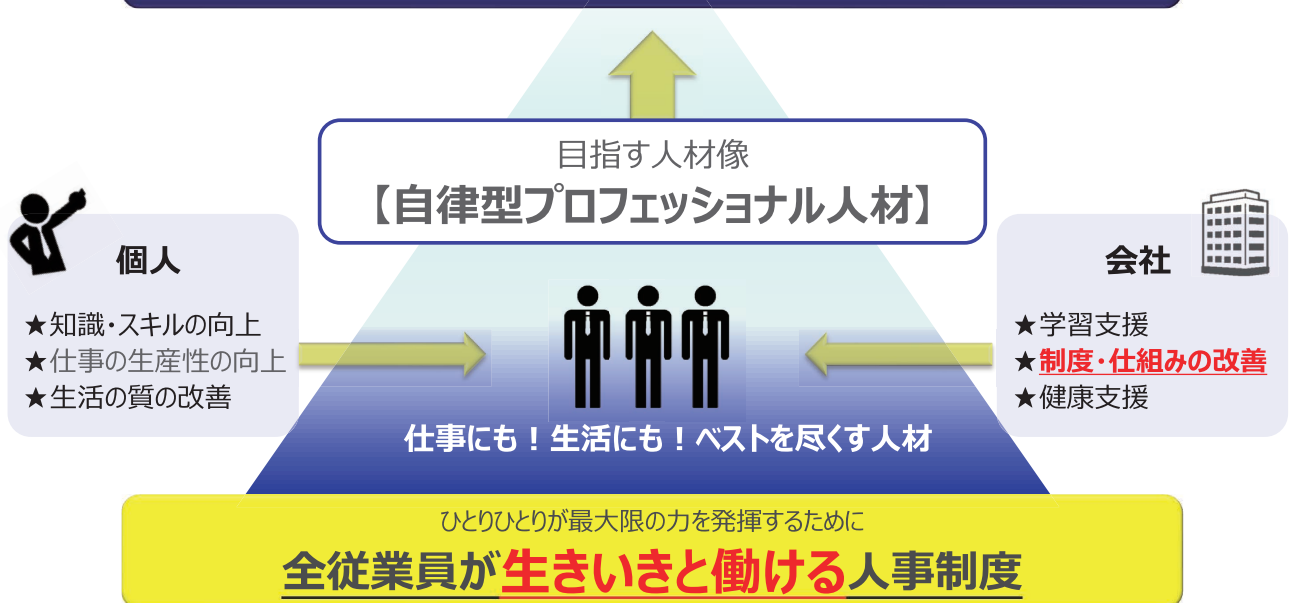 目指す人材像
【自律型プロフェッショナル人材】
個人
★知識・スキルの向上
★仕事の生産性の向上
★生活の質の改善
会社
★学習支援
★制度・仕組みの改善
★健康支援
仕事にも！生活にも！ベストを尽くす人材
ひとりひとりが最大限の力を発揮するために
全従業員が生きいきと働ける人事制度